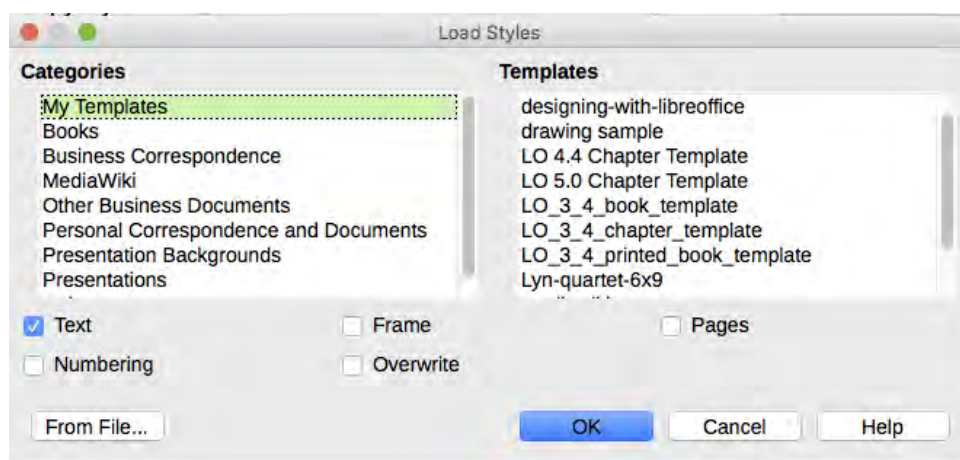 Load Styles
Categories
My Templates
Books
Business Correspondence
MediaWiki
Other Business Documents
Personal Correspondence and Documents
Presentation Backgrounds
Presentations
Templates
designing-with-libreoffice
drawing sample
LO 4.4 Chapter Template
LO 5.0 Chapter Template
LO_3_4_book_template
LO_3_4_chapter_template
LO_3_4_printed_book_template
Lyn-quartet-6x9
Text
Frame
Pages
Numbering
Overwrite
From File...
OK
Cancel
Help